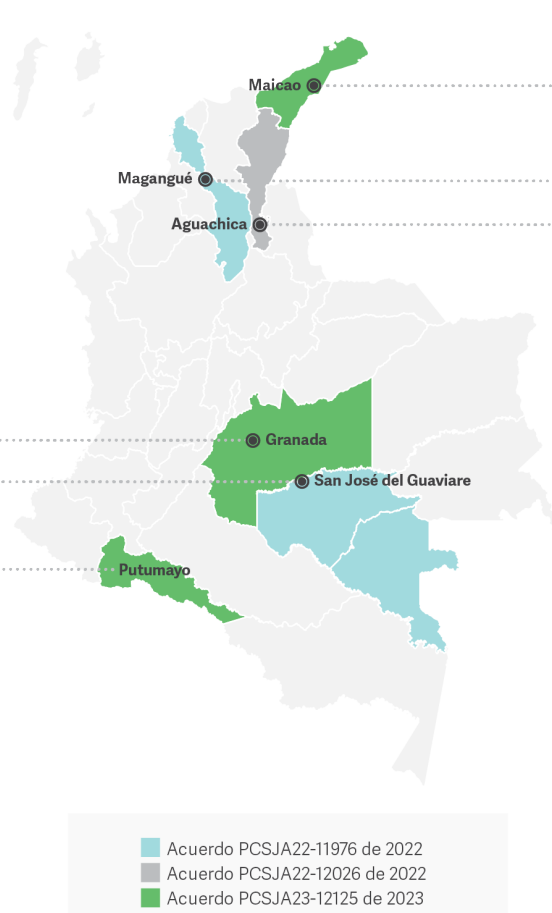 Maicao
Magangué
Aguachica
Granada
San José del Guaviare
Putumayo
Acuerdo PCSJA22-11976 de 2022
Acuerdo PCSJA22-12026 de 2022
Acuerdo PCSJA23-12125 de 2023